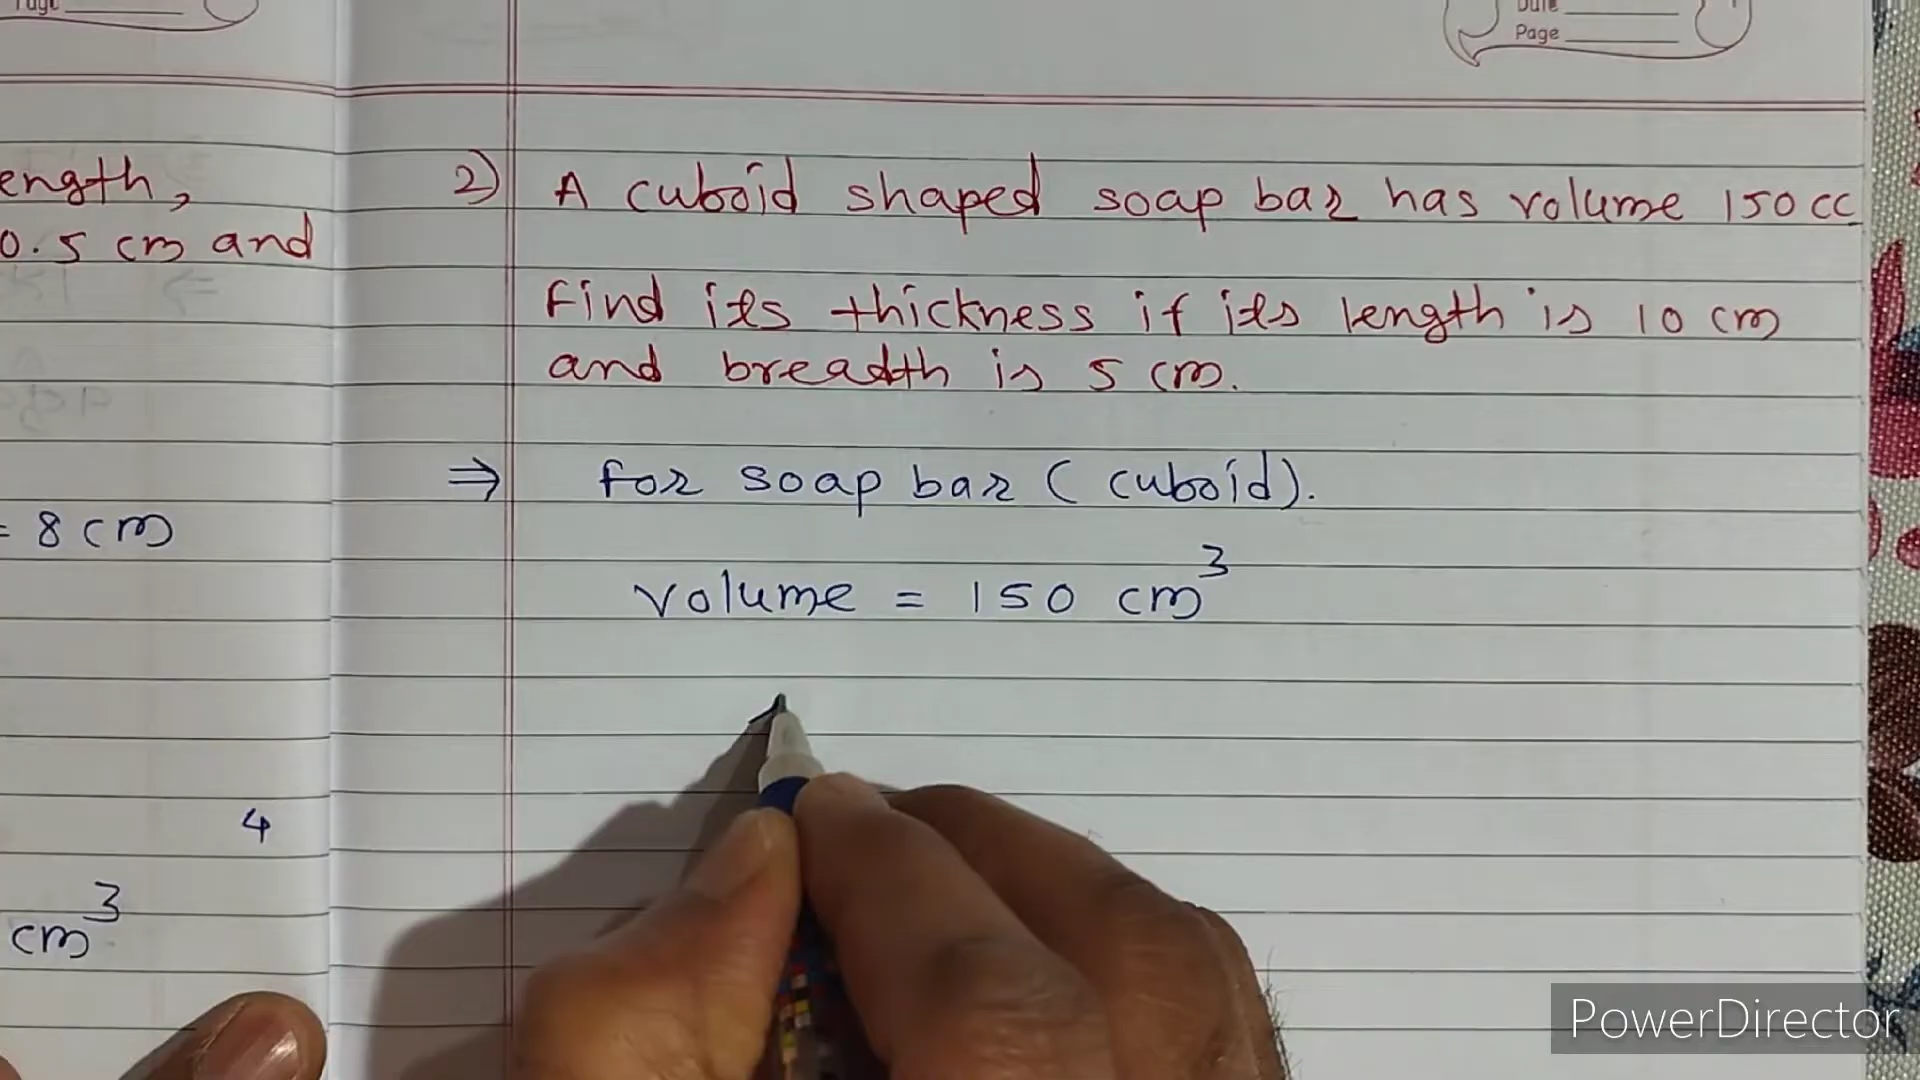 Date
Page
Page
ength,
0.5 cm and
= 8 cm
4
cm³
2) A cuboid shaped soap bar has volume 150 cc
Find its thickness if its length is 10 cm
and breadth is 5 cm.
⇒ for soap bar ( cuboid).
volume = 150 cm³
PowerDirector